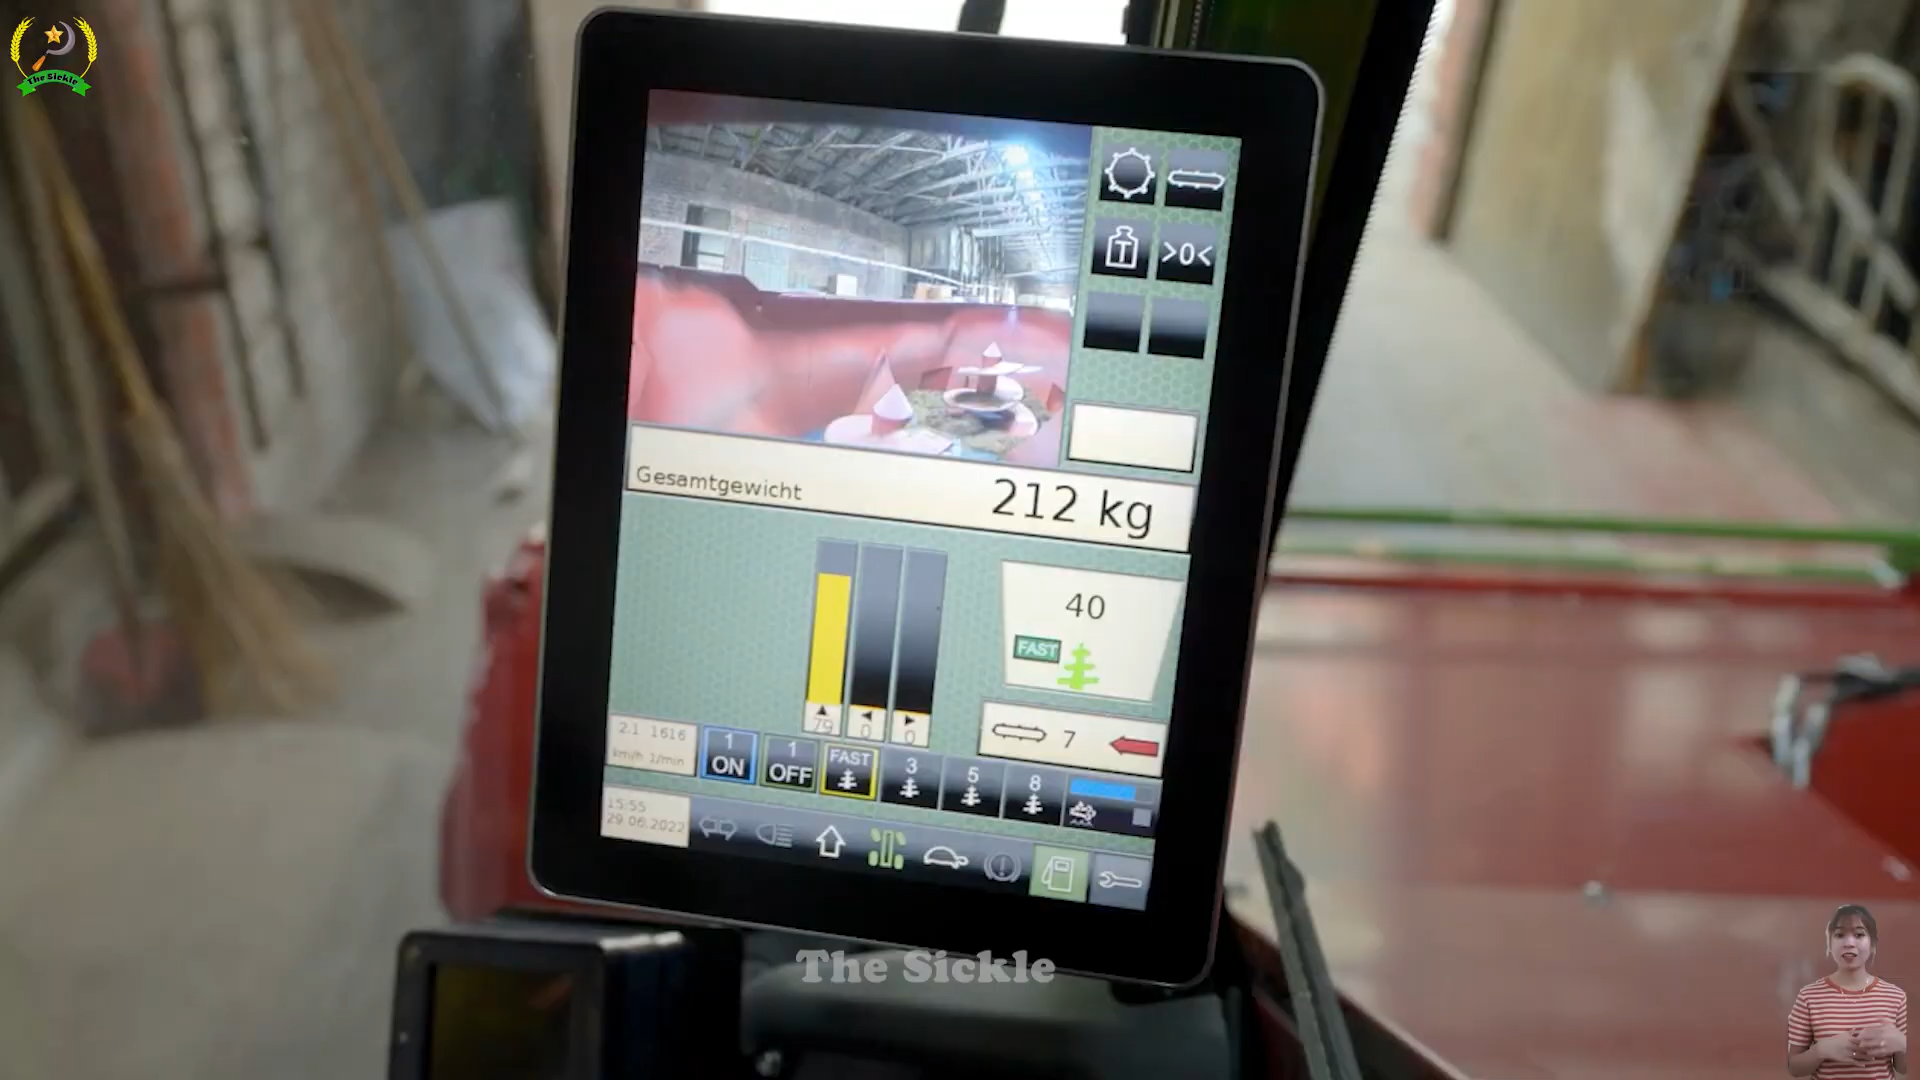 The Sickle
T
>0<
Gesamtgewicht 212 kg
40
FAST
79 0 0
7
2.1 1616
km/h 1/min
1 ON
1 OFF
FAST
3
5
8
15:55
29.06.2022
The Sickle